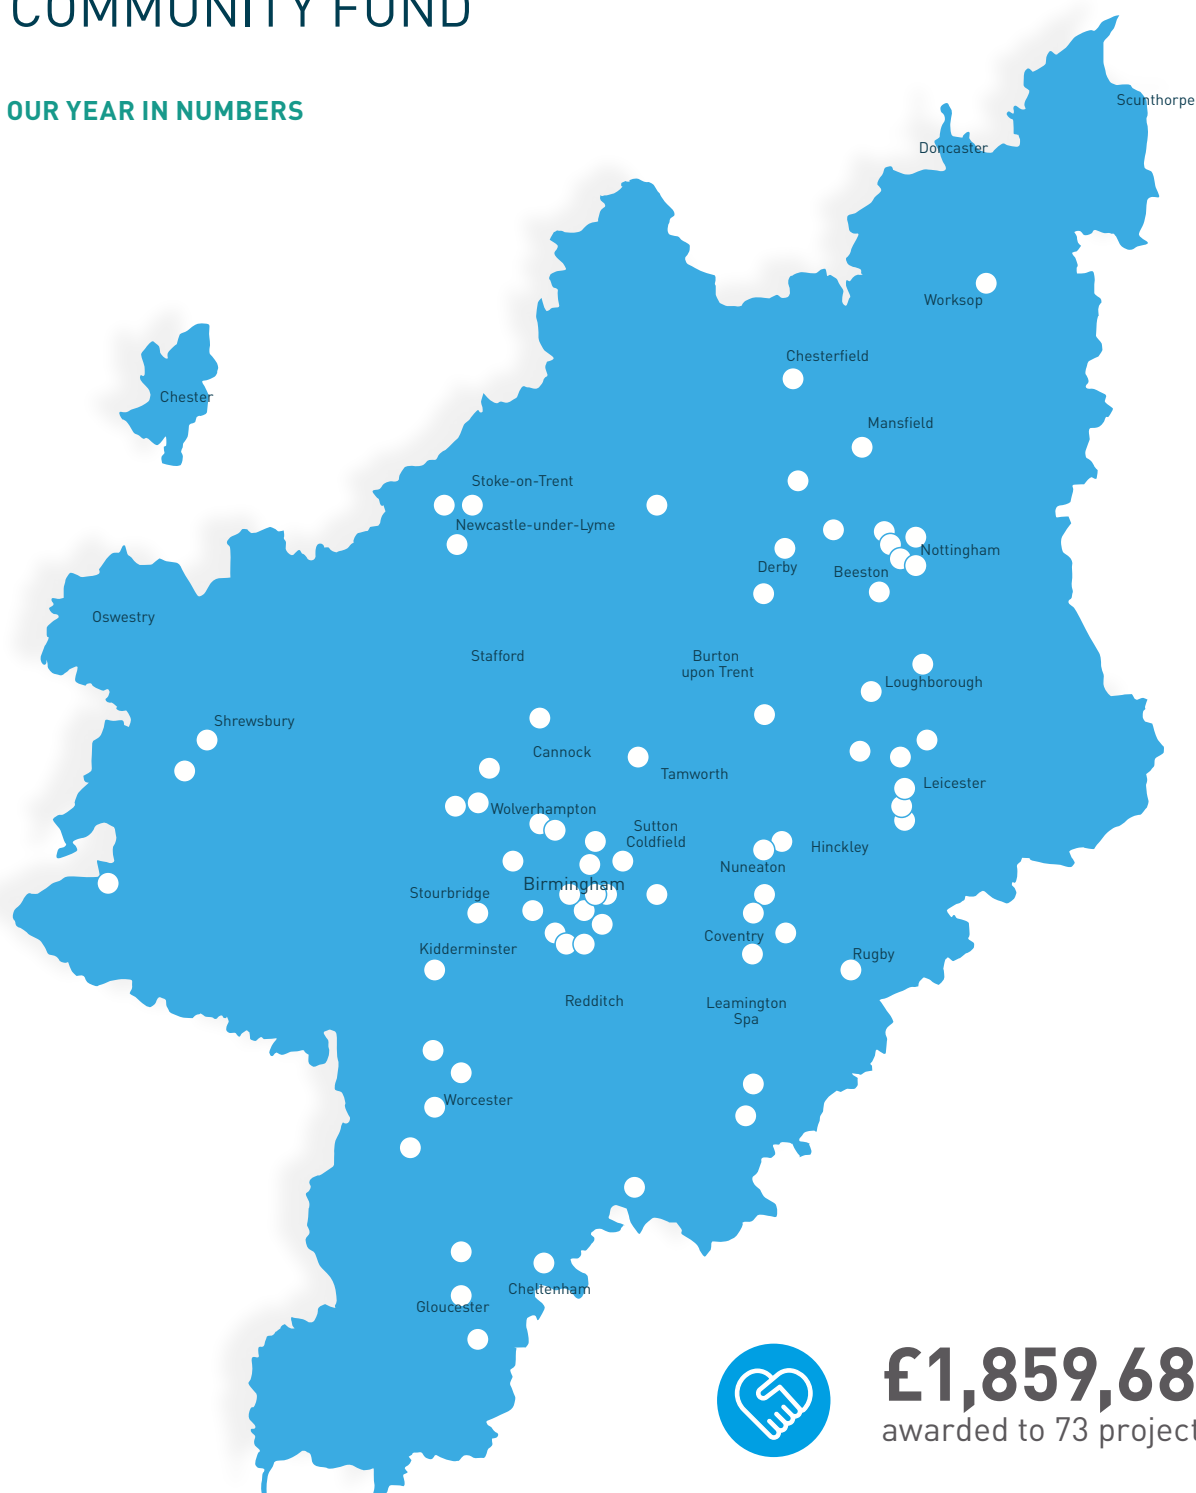 COMMUNITY FUND
OUR YEAR IN NUMBERS
Scunthorpe
Doncaster
Worksop
Chesterfield
Chester
Mansfield
Stoke-on-Trent
Newcastle-under-Lyme
Nottingham
Derby
Beeston
Oswestry
Stafford
Burton
upon Trent
Loughborough
Shrewsbury
Cannock
Tamworth
Leicester
Wolverhampton
Sutton
Coldfield
Hinckley
Nuneaton
Birmingham
Stourbridge
Coventry
Kidderminster
Rugby
Redditch
Leamington
Spa
Worcester
Cheltenham
Gloucester
£1,859,68
awarded to 73 project